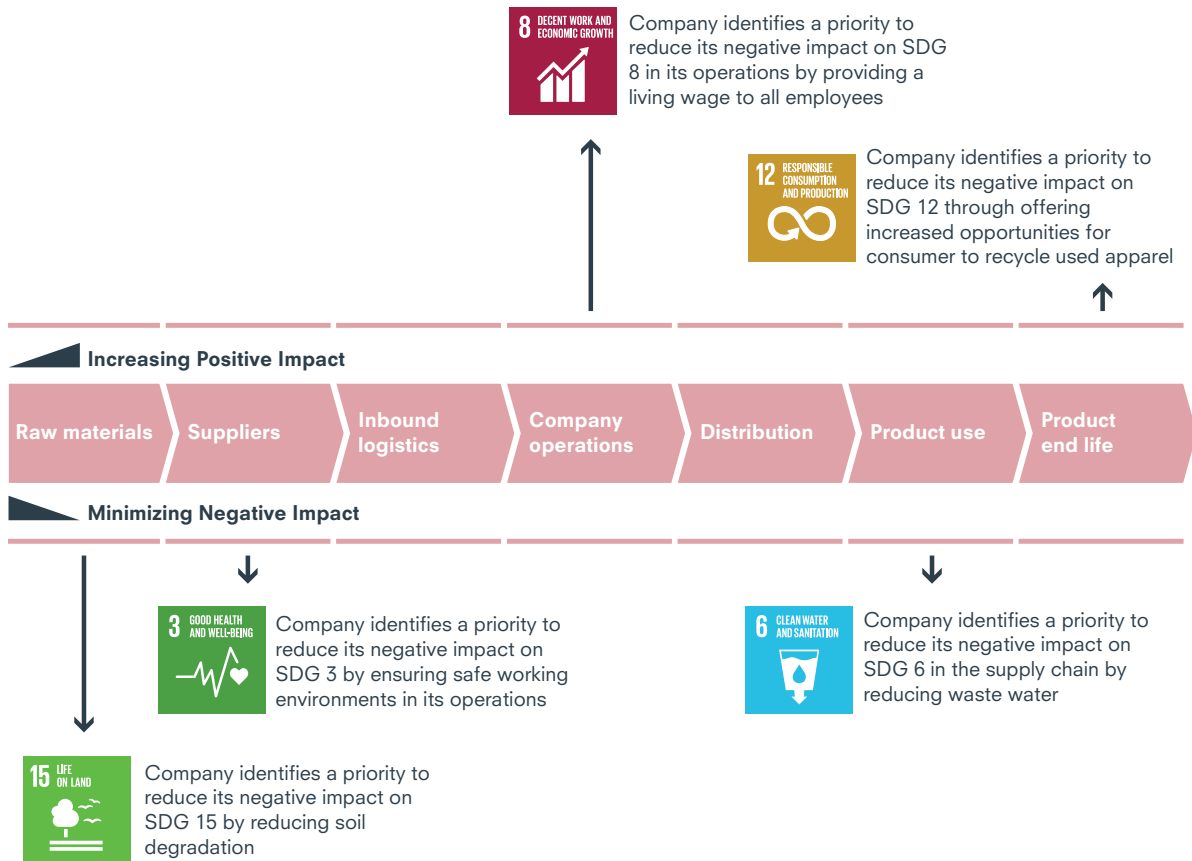 8 DECENT WORK AND
ECONOMIC GROWTH
Company identifies a priority to
reduce its negative impact on SDG
8 in its operations by providing a
living wage to all employees
12 RESPONSIBLE
CONSUMPTION
AND PRODUCTION
Company identifies a priority to
reduce its negative impact on
SDG 12 through offering
increased opportunities for
consumer to recycle used apparel
Increasing Positive Impact
Raw materials
Suppliers
Inbound
logistics
Company
operations
Distribution
Product use
Product
end life
Minimizing Negative Impact
3 GOOD HEALTH
AND WELL-BEING
Company identifies a priority to
reduce its negative impact on
SDG 3 by ensuring safe working
environments in its operations
6 CLEAN WATER
AND SANITATION
Company identifies a priority to
reduce its negative impact on
SDG 6 in the supply chain by
reducing waste water
15 LIFE
ON LAND
Company identifies a priority to
reduce its negative impact on
SDG 15 by reducing soil
degradation